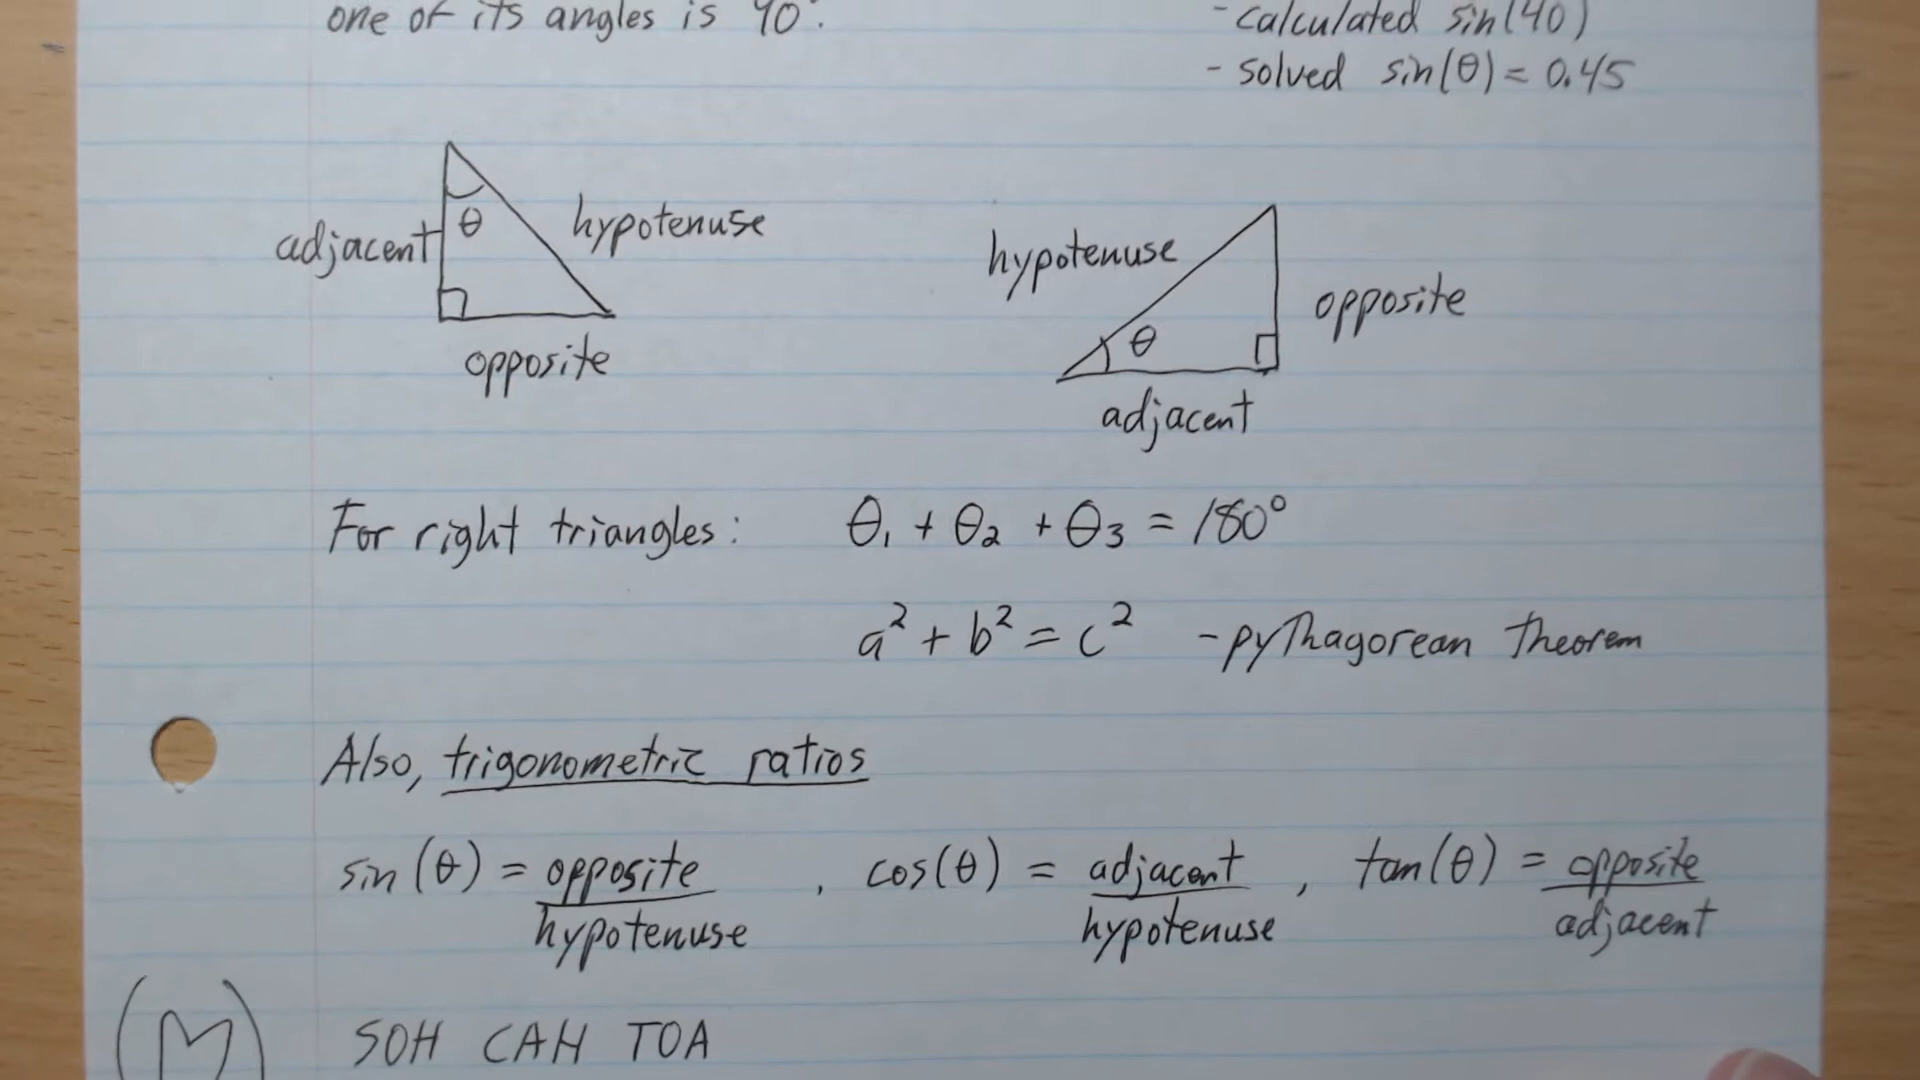 one of its angles is 90°.
- calculated sin(40)
- solved sin(θ) = 0.45
adjacent θ hypotenuse
opposite
hypotenuse θ opposite
adjacent
For right triangles: θ₁ + θ₂ + θ₃ = 180°
a² + b² = c² - pythagorean theorem
Also, trigonometric ratios
sin(θ) = opposite/hypotenuse , cos(θ) = adjacent/hypotenuse , tan(θ) = opposite/adjacent
(M) SOH CAH TOA